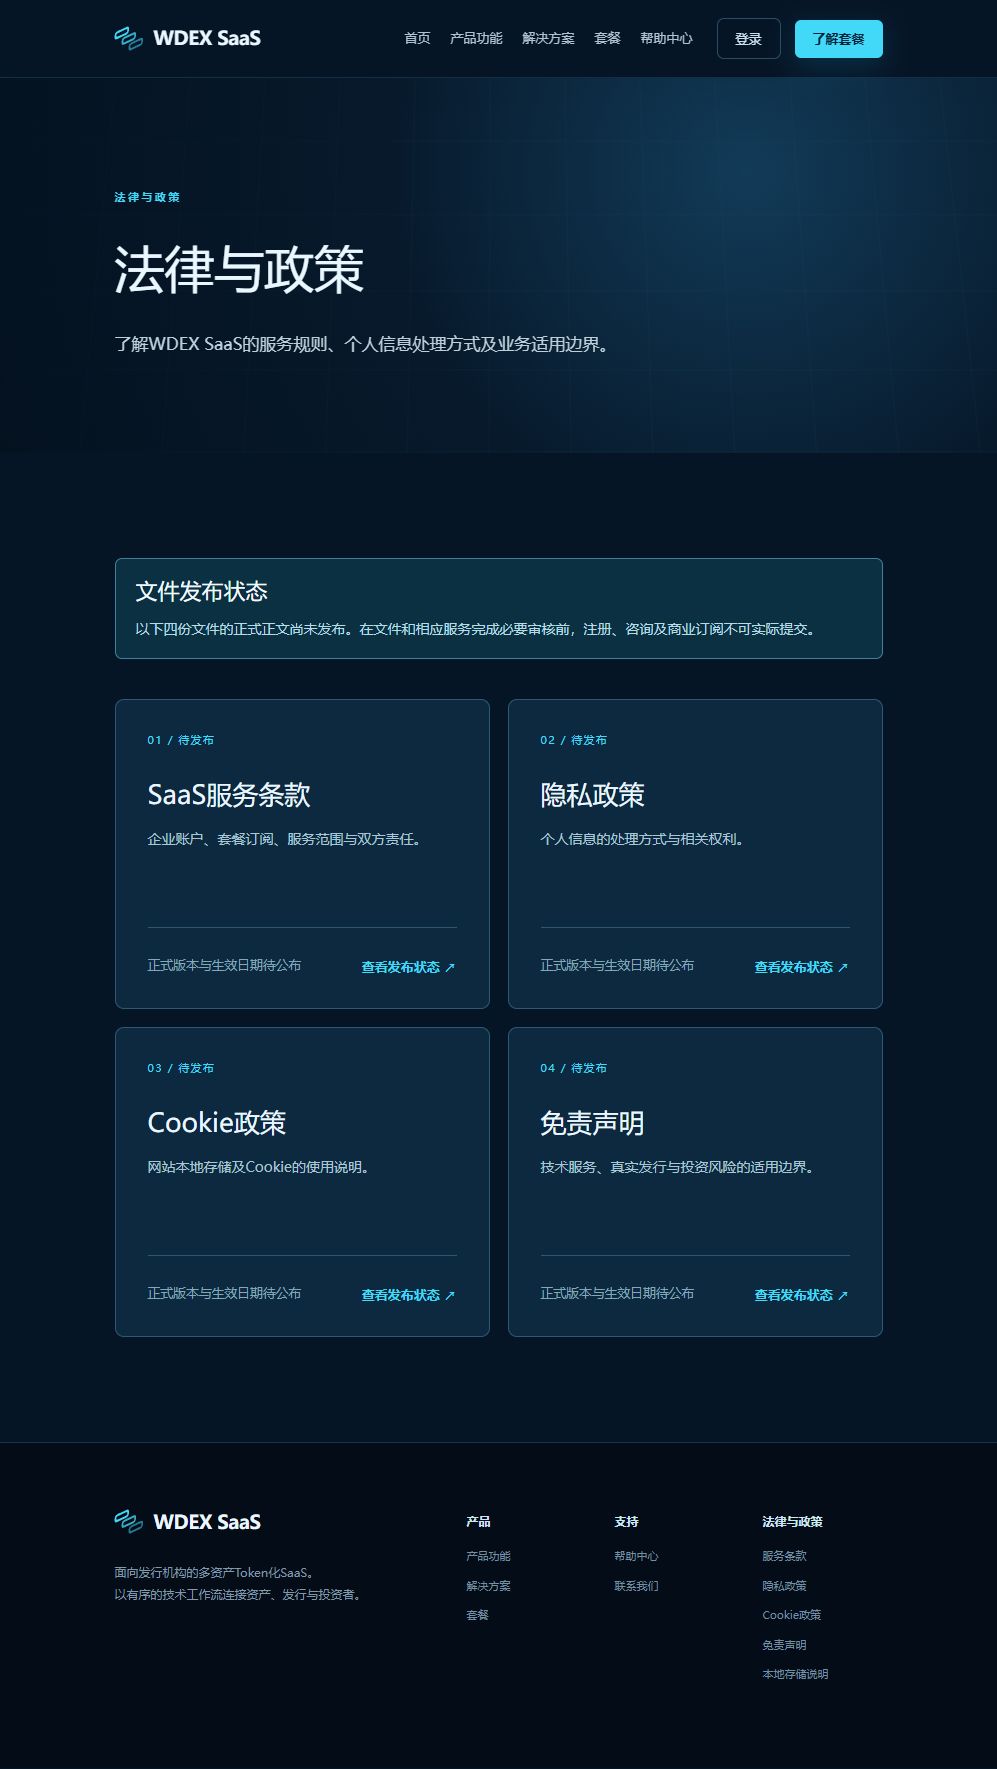 WDEX SaaS
首页 产品功能 解决方案 套餐 帮助中心 登录 了解套餐
法律与政策
法律与政策
了解WDEX SaaS的服务规则、个人信息处理方式及业务适用边界。
文件发布状态
以下四份文件的正式正文尚未发布。在文件和相应服务完成必要审核前，注册、咨询及商业订阅不可实际提交。
01 / 待发布
SaaS服务条款
企业账户、套餐订阅、服务范围与双方责任。
正式版本与生效日期待公布 查看发布状态 ↗
02 / 待发布
隐私政策
个人信息的处理方式与相关权利。
正式版本与生效日期待公布 查看发布状态 ↗
03 / 待发布
Cookie政策
网站本地存储及Cookie的使用说明。
正式版本与生效日期待公布 查看发布状态 ↗
04 / 待发布
免责声明
技术服务、真实发行与投资风险的适用边界。
正式版本与生效日期待公布 查看发布状态 ↗
WDEX SaaS
面向发行机构的多资产Token化SaaS。
以有序的技术工作流连接资产、发行与投资者。
产品
产品功能
解决方案
套餐
支持
帮助中心
联系我们
法律与政策
服务条款
隐私政策
Cookie政策
免责声明
本地存储说明